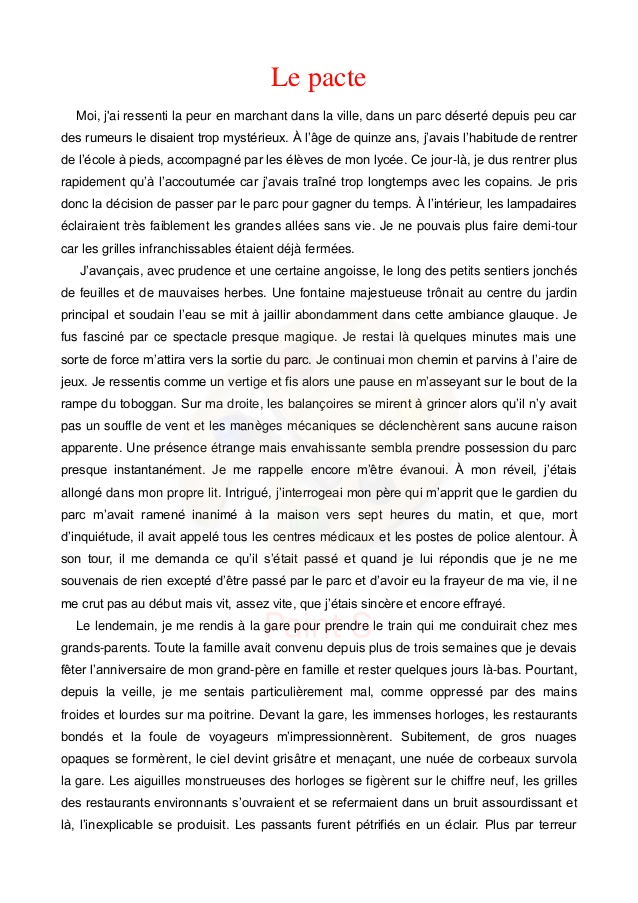 Le pacte
Moi, j'ai ressenti la peur en marchant dans la ville, dans un parc déserté depuis peu car
des rumeurs le disaient trop mystérieux. À l’âge de quinze ans, j’avais l’habitude de rentrer
de l’école à pieds, accompagné par les élèves de mon lycée. Ce jour-là, je dus rentrer plus
rapidement qu’à l’accoutumée car j’avais traîné trop longtemps avec les copains. Je pris
donc la décision de passer par le parc pour gagner du temps. À l’intérieur, les lampadaires
éclairaient très faiblement les grandes allées sans vie. Je ne pouvais plus faire demi-tour
car les grilles infranchissables étaient déjà fermées.
J’avançais, avec prudence et une certaine angoisse, le long des petits sentiers jonchés
de feuilles et de mauvaises herbes. Une fontaine majestueuse trônait au centre du jardin
principal et soudain l’eau se mit à jaillir abondamment dans cette ambiance glauque. Je
fus fasciné par ce spectacle presque magique. Je restai là quelques minutes mais une
sorte de force m’attira vers la sortie du parc. Je continuai mon chemin et parvins à l’aire de
jeux. Je ressentis comme un vertige et fis alors une pause en m’asseyant sur le bout de la
rampe du toboggan. Sur ma droite, les balançoires se mirent à grincer alors qu’il n’y avait
pas un souffle de vent et les manèges mécaniques se déclenchèrent sans aucune raison
apparente. Une présence étrange mais envahissante sembla prendre possession du parc
presque instantanément. Je me rappelle encore m’être évanoui. À mon réveil, j’étais
allongé dans mon propre lit. Intrigué, j’interrogeai mon père qui m’apprit que le gardien du
parc m’avait ramené inanimé à la maison vers sept heures du matin, et que, mort
d’inquiétude, il avait appelé tous les centres médicaux et les postes de police alentour. À
son tour, il me demanda ce qu’il s’était passé et quand je lui répondis que je ne me
souvenais de rien excepté d’être passé par le parc et d’avoir eu la frayeur de ma vie, il ne
me crut pas au début mais vit, assez vite, que j’étais sincère et encore effrayé.
Le lendemain, je me rendis à la gare pour prendre le train qui me conduirait chez mes
grands-parents. Toute la famille avait convenu depuis plus de trois semaines que je devais
fêter l’anniversaire de mon grand-père en famille et rester quelques jours là-bas. Pourtant,
depuis la veille, je me sentais particulièrement mal, comme oppressé par des mains
froides et lourdes sur ma poitrine. Devant la gare, les immenses horloges, les restaurants
bondés et la foule de voyageurs m’impressionnèrent. Subitement, de gros nuages
opaques se formèrent, le ciel devint grisâtre et menaçant, une nuée de corbeaux survola
la gare. Les aiguilles monstrueuses des horloges se figèrent sur le chiffre neuf, les grilles
des restaurants environnants s’ouvraient et se refermaient dans un bruit assourdissant et
là, l’inexplicable se produisit. Les passants furent pétrifiés en un éclair. Plus par terreur